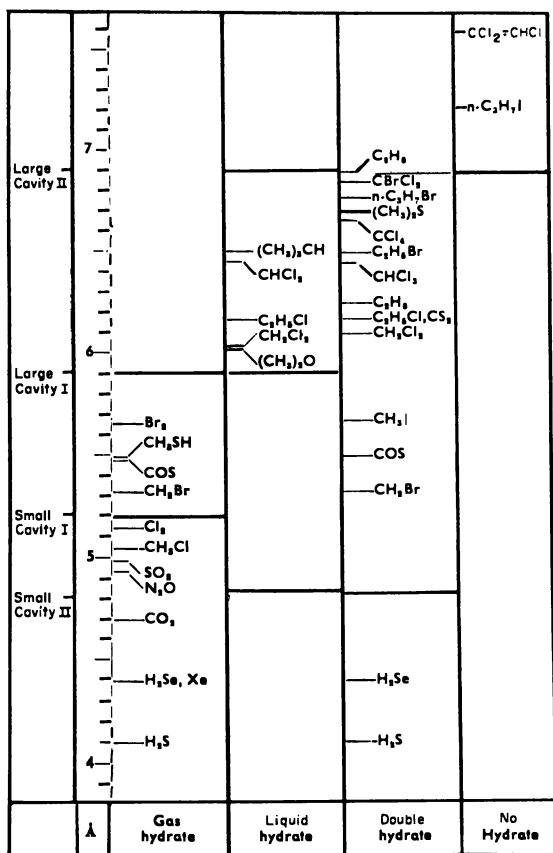 Large
Cavity II
Large
Cavity I
Small
Cavity I
Small
Cavity II
7
6
5
4
Å
Br₂
CH₃SH
COS
CH₃Br
Cl₂
CH₃Cl
SO₂
N₂O
CO₂
H₂Se, Xe
H₂S
Gas
hydrate
(CH₃)₃CH
CHCl₃
C₂H₅Cl
CH₂Cl₂
(CH₃)₂O
Liquid
hydrate
C₆H₆
CBrCl₃
n-C₃H₇Br
(CH₃)₂S
CCl₄
C₂H₅Br
CHCl₃
C₃H₈
C₂H₅Cl,CS₂
CH₂Cl₂
CH₃I
COS
CH₃Br
H₂Se
H₂S
Double
hydrate
CCl₂=CHCl
n-C₃H₇I
No
Hydrate